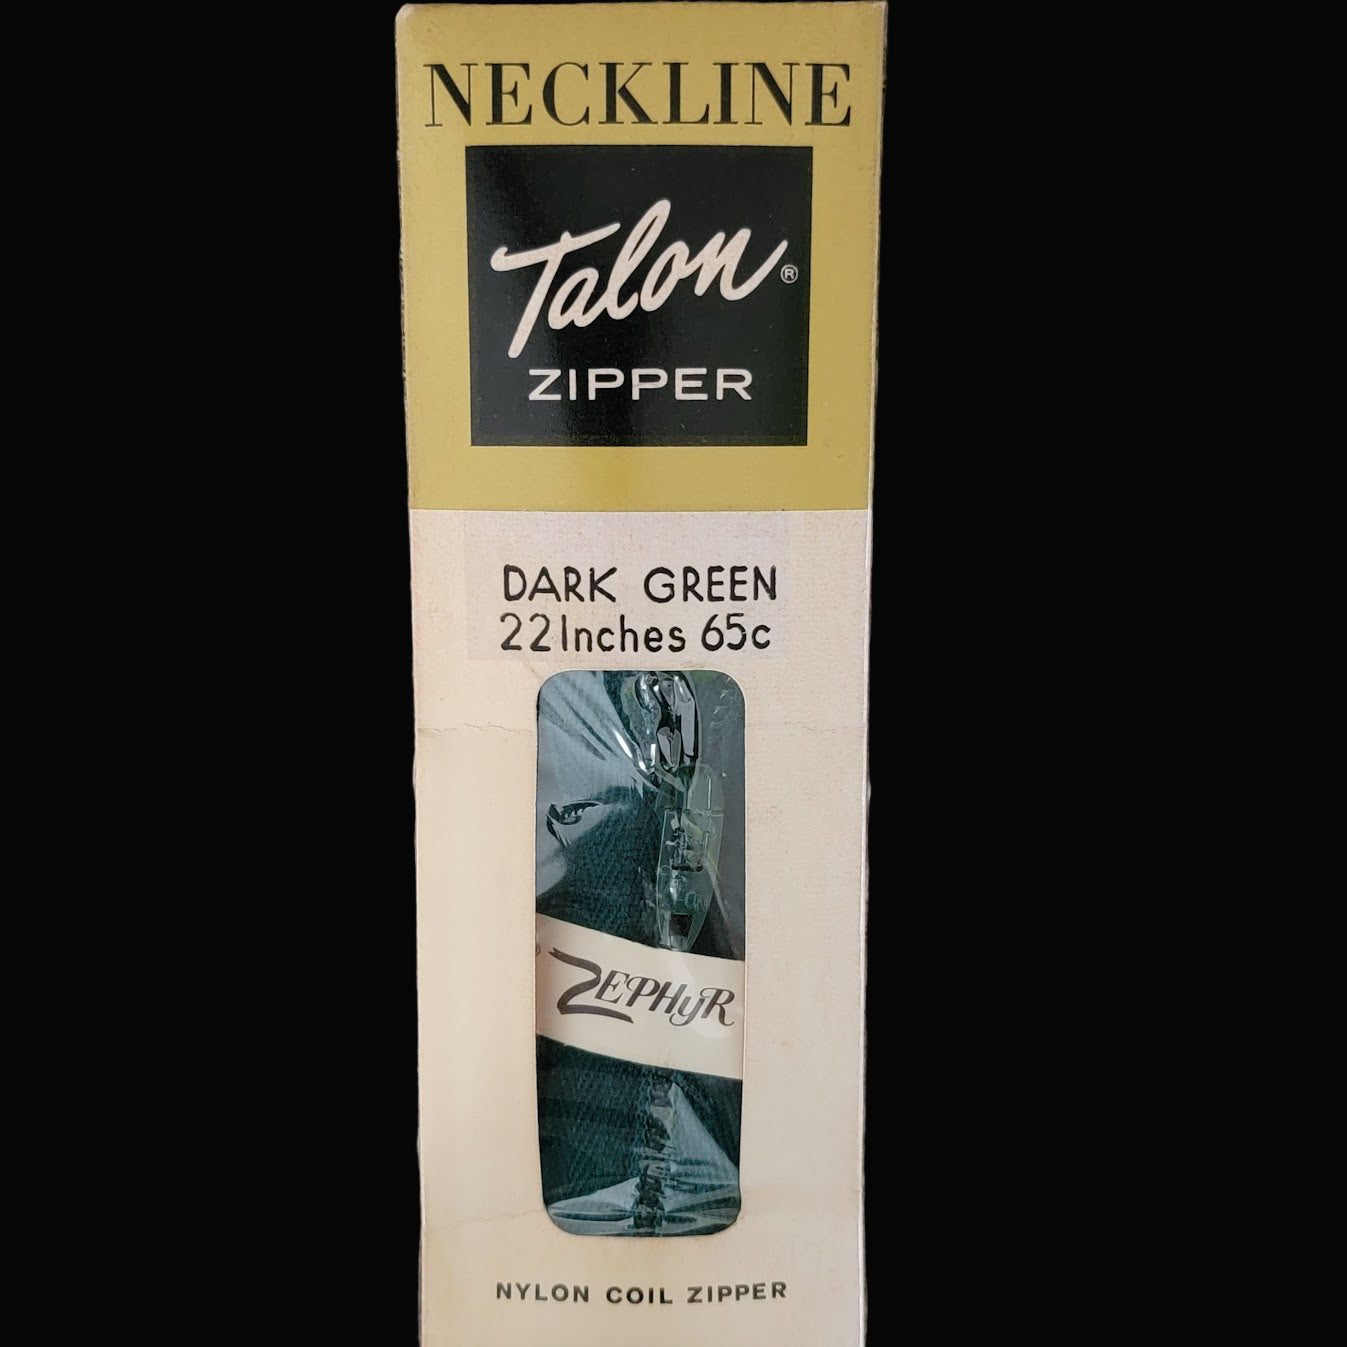 NECKLINE
Talon®
ZIPPER
DARK GREEN
22 Inches 65c
® ZEPHyR
NYLON COIL ZIPPER